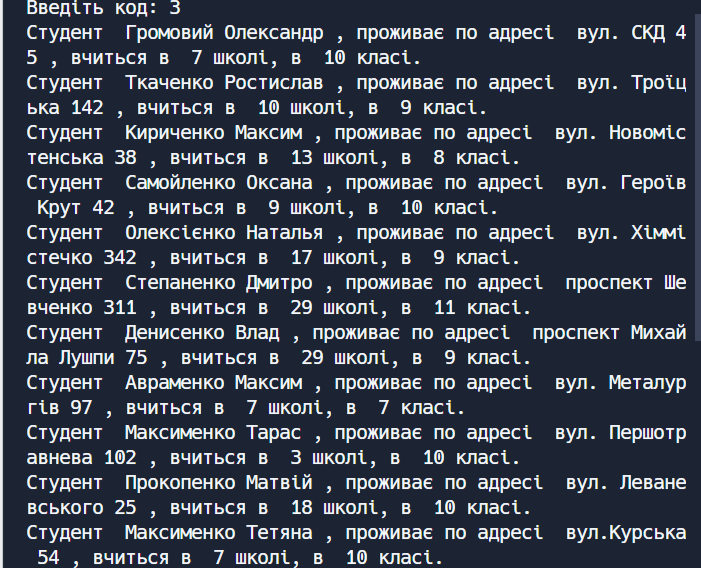 Введіть код: 3
Студент  Громовий Олександр , проживає по адресі  вул. СКД 4
5 , вчиться в  7 школі, в  10 класі.
Студент  Ткаченко Ростислав , проживає по адресі  вул. Троїц
ька 142 , вчиться в  10 школі, в  9 класі.
Студент  Кириченко Максим , проживає по адресі  вул. Новоміс
тенська 38 , вчиться в  13 школі, в  8 класі.
Студент  Самойленко Оксана , проживає по адресі  вул. Героїв
 Крут 42 , вчиться в  9 школі, в  10 класі.
Студент  Олексієнко Наталья , проживає по адресі  вул. Хіммі
стечко 342 , вчиться в  17 школі, в  9 класі.
Студент  Степаненко Дмитро , проживає по адресі  проспект Ше
вченко 311 , вчиться в  29 школі, в  11 класі.
Студент  Денисенко Влад , проживає по адресі  проспект Михай
ла Лушпи 75 , вчиться в  29 школі, в  9 класі.
Студент  Авраменко Максим , проживає по адресі  вул. Металур
гів 97 , вчиться в  7 школі, в  7 класі.
Студент  Максименко Тарас , проживає по адресі  вул. Першотр
авнева 102 , вчиться в  3 школі, в  10 класі.
Студент  Прокопенко Матвій , проживає по адресі  вул. Леване
вського 25 , вчиться в  18 школі, в  10 класі.
Студент  Максименко Тетяна , проживає по адресі  вул.Курська
 54 , вчиться в  7 школі, в  10 класі.